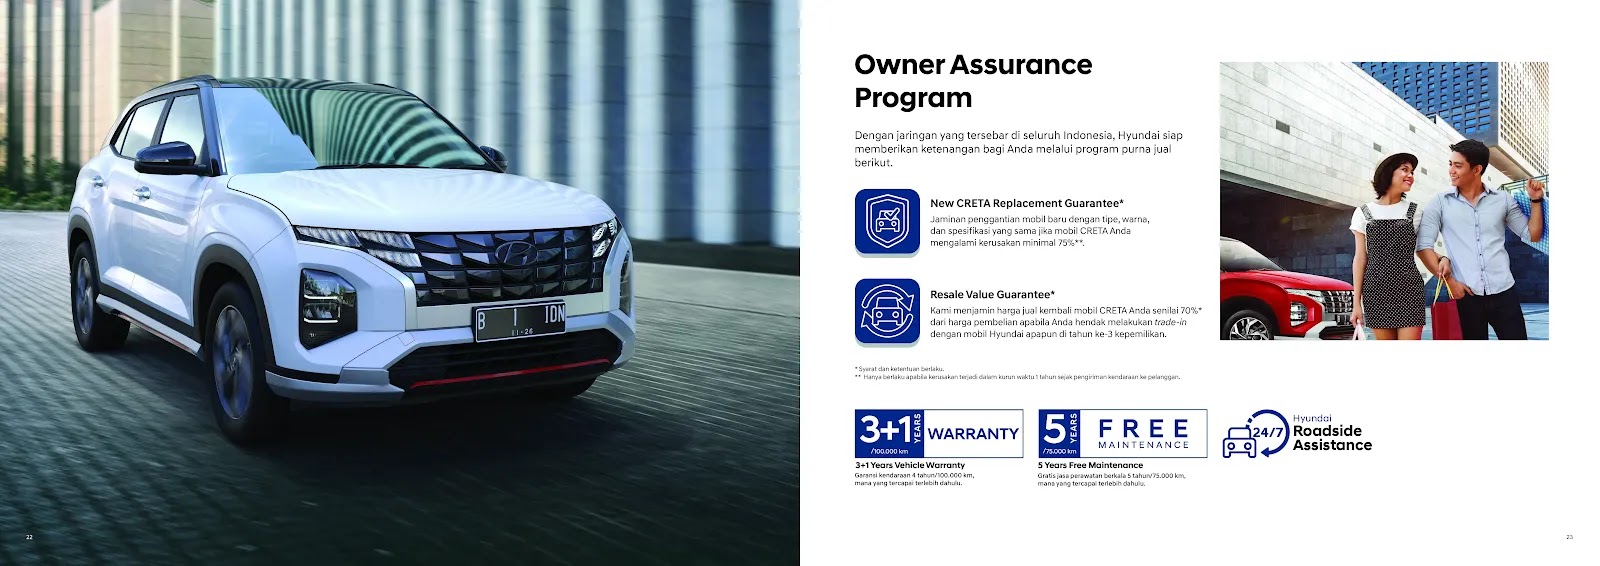 B 1 IDN
11·26
22
Owner Assurance
Program
Dengan jaringan yang tersebar di seluruh Indonesia, Hyundai siap
memberikan ketenangan bagi Anda melalui program purna jual
berikut.
New CRETA Replacement Guarantee*
Jaminan penggantian mobil baru dengan tipe, warna,
dan spesifikasi yang sama jika mobil CRETA Anda
mengalami kerusakan minimal 75%**.
Resale Value Guarantee*
Kami menjamin harga jual kembali mobil CRETA Anda senilai 70%*
dari harga pembelian apabila Anda hendak melakukan trade-in
dengan mobil Hyundai apapun di tahun ke-3 kepemilikan.
* Syarat dan ketentuan berlaku.
** Hanya berlaku apabila kerusakan terjadi dalam kurun waktu 1 tahun sejak pengiriman kendaraan ke pelanggan.
3+1 YEARS
/100.000 km
WARRANTY
3+1 Years Vehicle Warranty
Garansi kendaraan 4 tahun/100.000 km,
mana yang tercapai terlebih dahulu.
5 YEARS
/75.000 km
FREE
MAINTENANCE
5 Years Free Maintenance
Gratis jasa perawatan berkala 5 tahun/75.000 km,
mana yang tercapai terlebih dahulu.
24/7
Hyundai
Roadside
Assistance
23